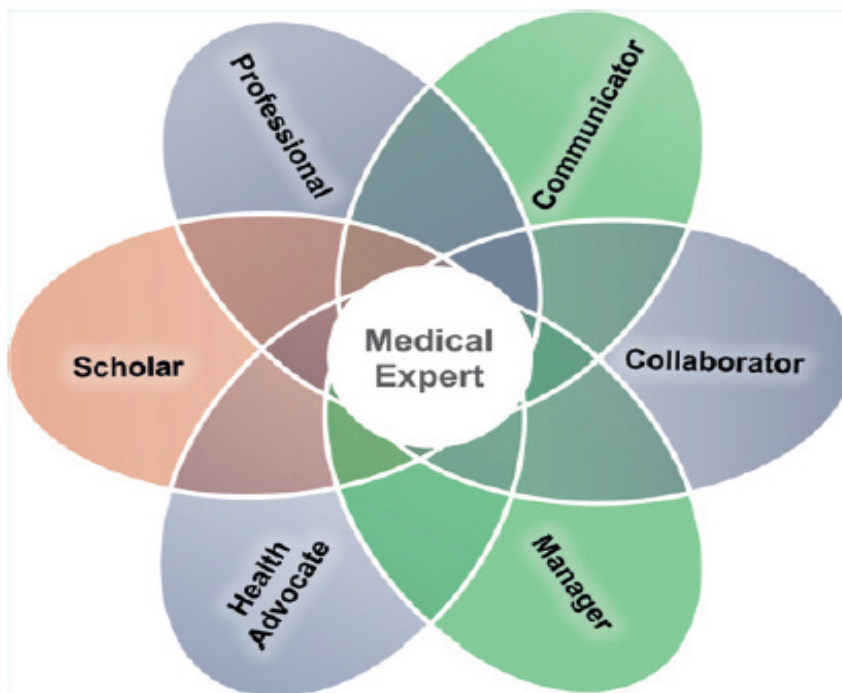 Professional
Communicator
Scholar
Medical
Expert
Collaborator
Health
Advocate
Manager